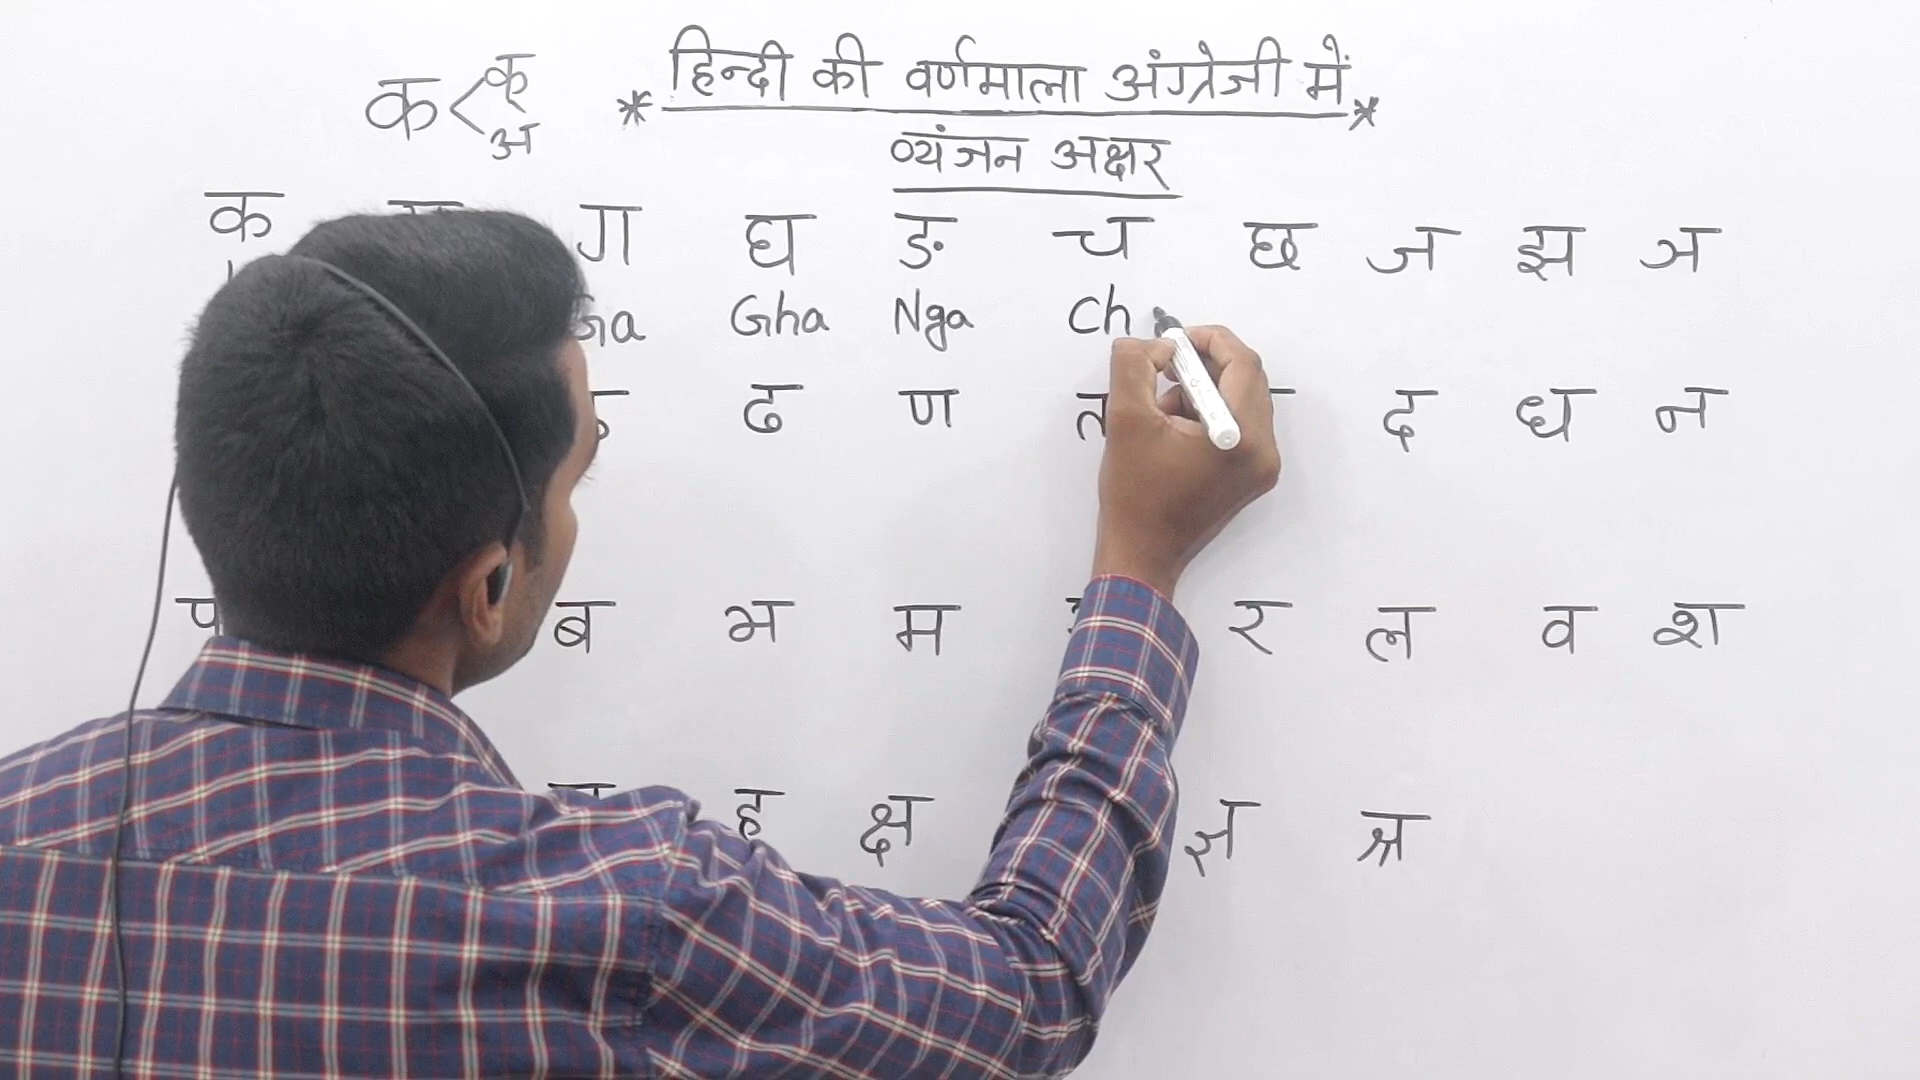 * हिन्दी की वर्णमाला अंग्रेजी में *
क < क् अ
व्यंजन अक्षर
क ग घ ङ च छ ज झ ञ
Ga Gha Nga Ch
ढ ण त द ध न
प ब भ म र ल व श
ह क्ष ज्ञ श्र